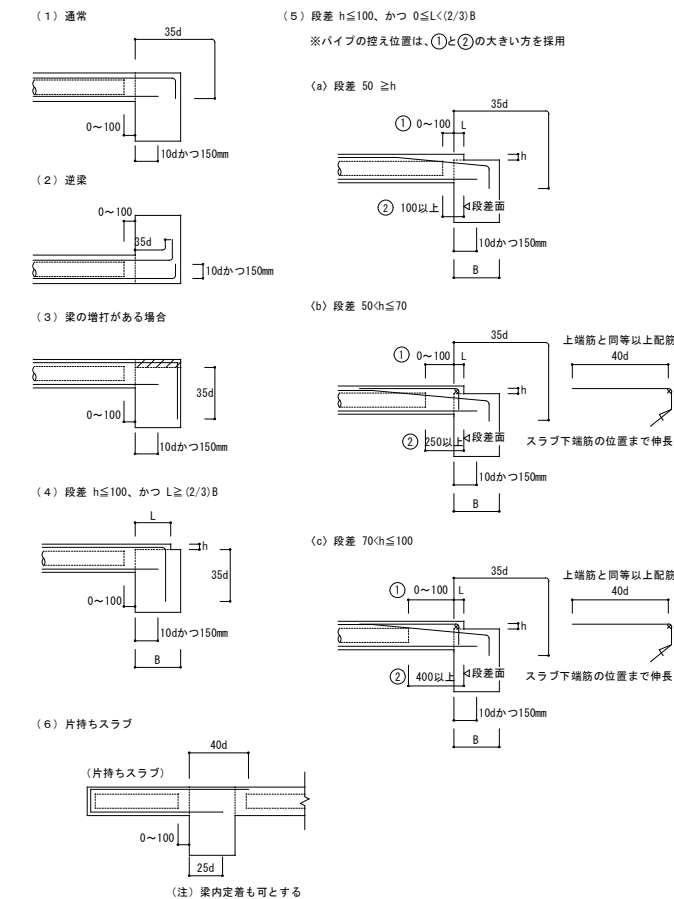 (1) 通常
35d
0～100
10dかつ150mm
(2) 逆梁
0～100
35d
10dかつ150mm
(3) 梁の増打がある場合
35d
0～100
10dかつ150mm
(4) 段差 h≦100、かつ L≧(2/3)B
L
h
35d
0～100
10dかつ150mm
B
(5) 段差 h≦100、かつ 0≦L<(2/3)B
※パイプの控え位置は、①と②の大きい方を採用
〈a〉段差 50 ≧h
35d
① 0～100 L
h
② 100以上 段差面
10dかつ150mm
B
〈b〉段差 50<h≦70
35d
上端筋と同等以上配筋
① 0～100 L
40d
h
② 250以上 段差面
スラブ下端筋の位置まで伸長
10dかつ150mm
B
〈c〉段差 70<h≦100
35d
上端筋と同等以上配筋
① 0～100 L
40d
h
② 400以上 段差面
スラブ下端筋の位置まで伸長
10dかつ150mm
B
(6) 片持ちスラブ
40d
(片持ちスラブ)
0～100
25d
(注) 梁内定着も可とする